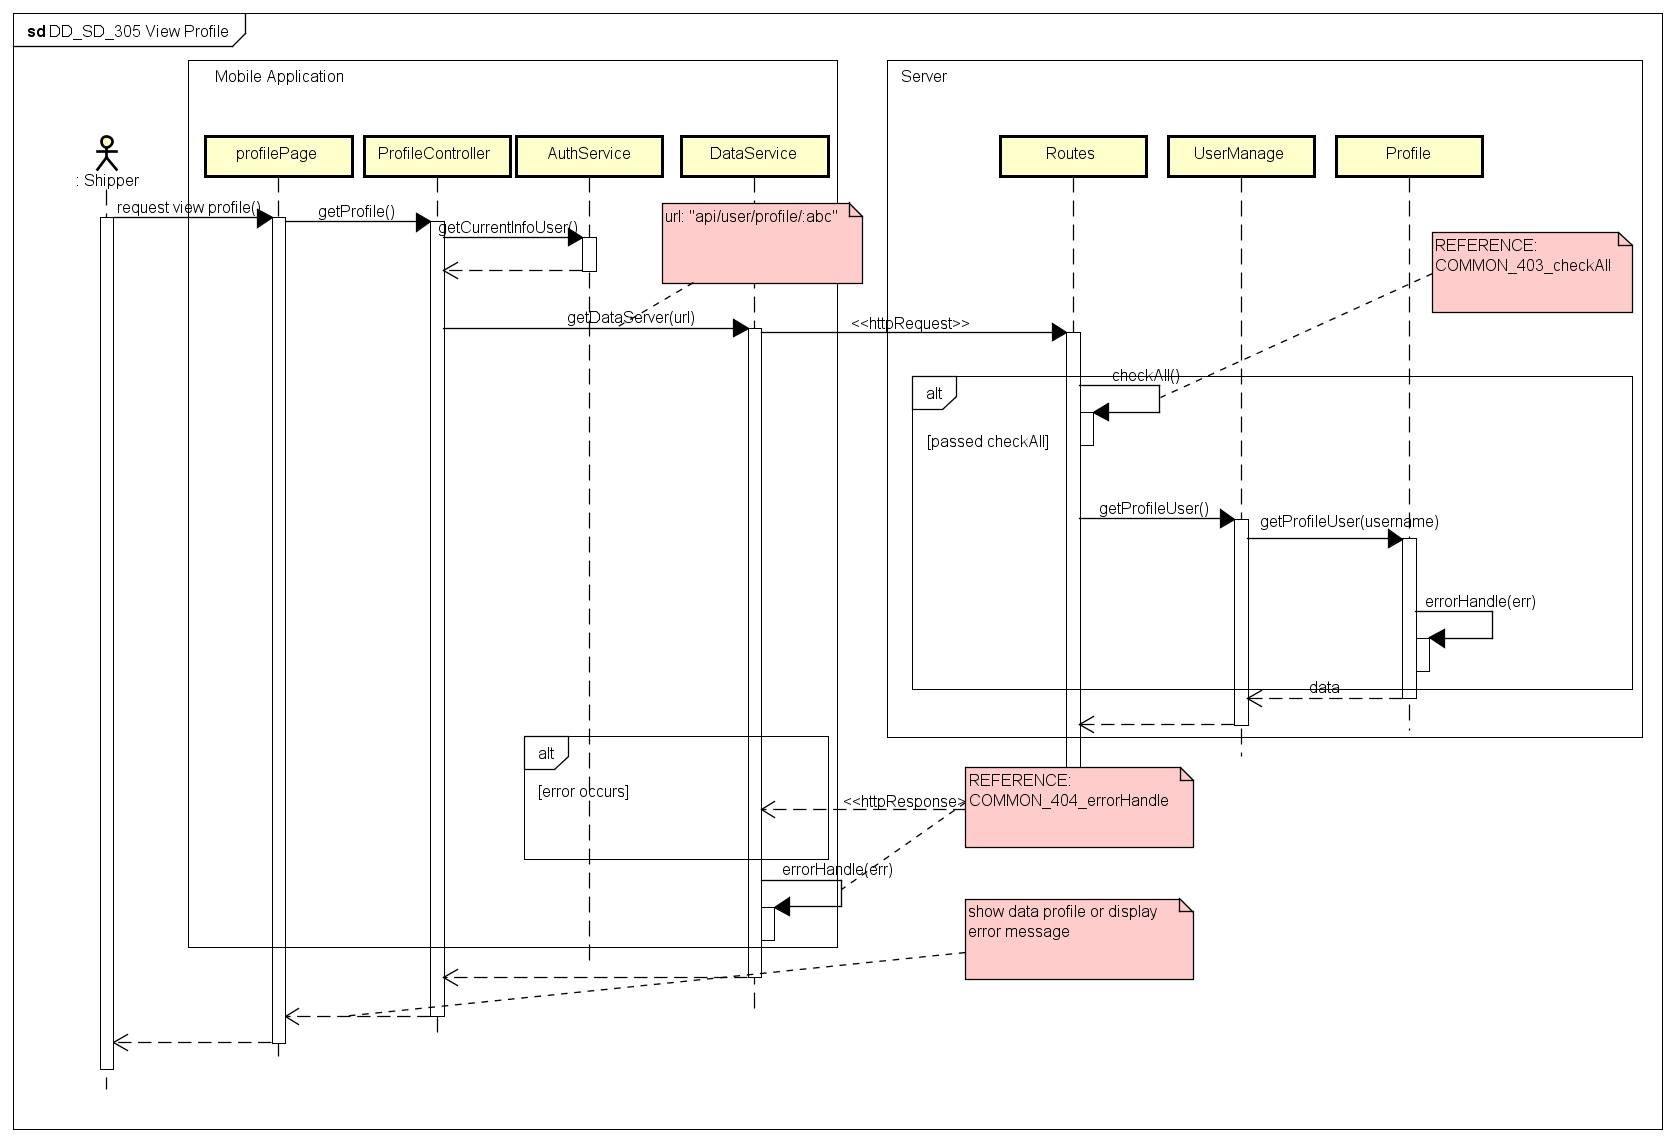 sd DD_SD_305 View Profile
Mobile Application
Server
profilePage
ProfileController
AuthService
DataService
Routes
UserManage
Profile
: Shipper
request view profile()
getProfile()
getCurrentInfoUser()
url: "api/user/profile/:abc"
REFERENCE:
COMMON_403_checkAll
getDataServer(url)
<<httpRequest>>
checkAll()
alt
[passed checkAll]
getProfileUser()
getProfileUser(username)
errorHandle(err)
data
alt
[error occurs]
REFERENCE:
COMMON_404_errorHandle
<<httpResponse>
errorHandle(err)
show data profile or display
error message